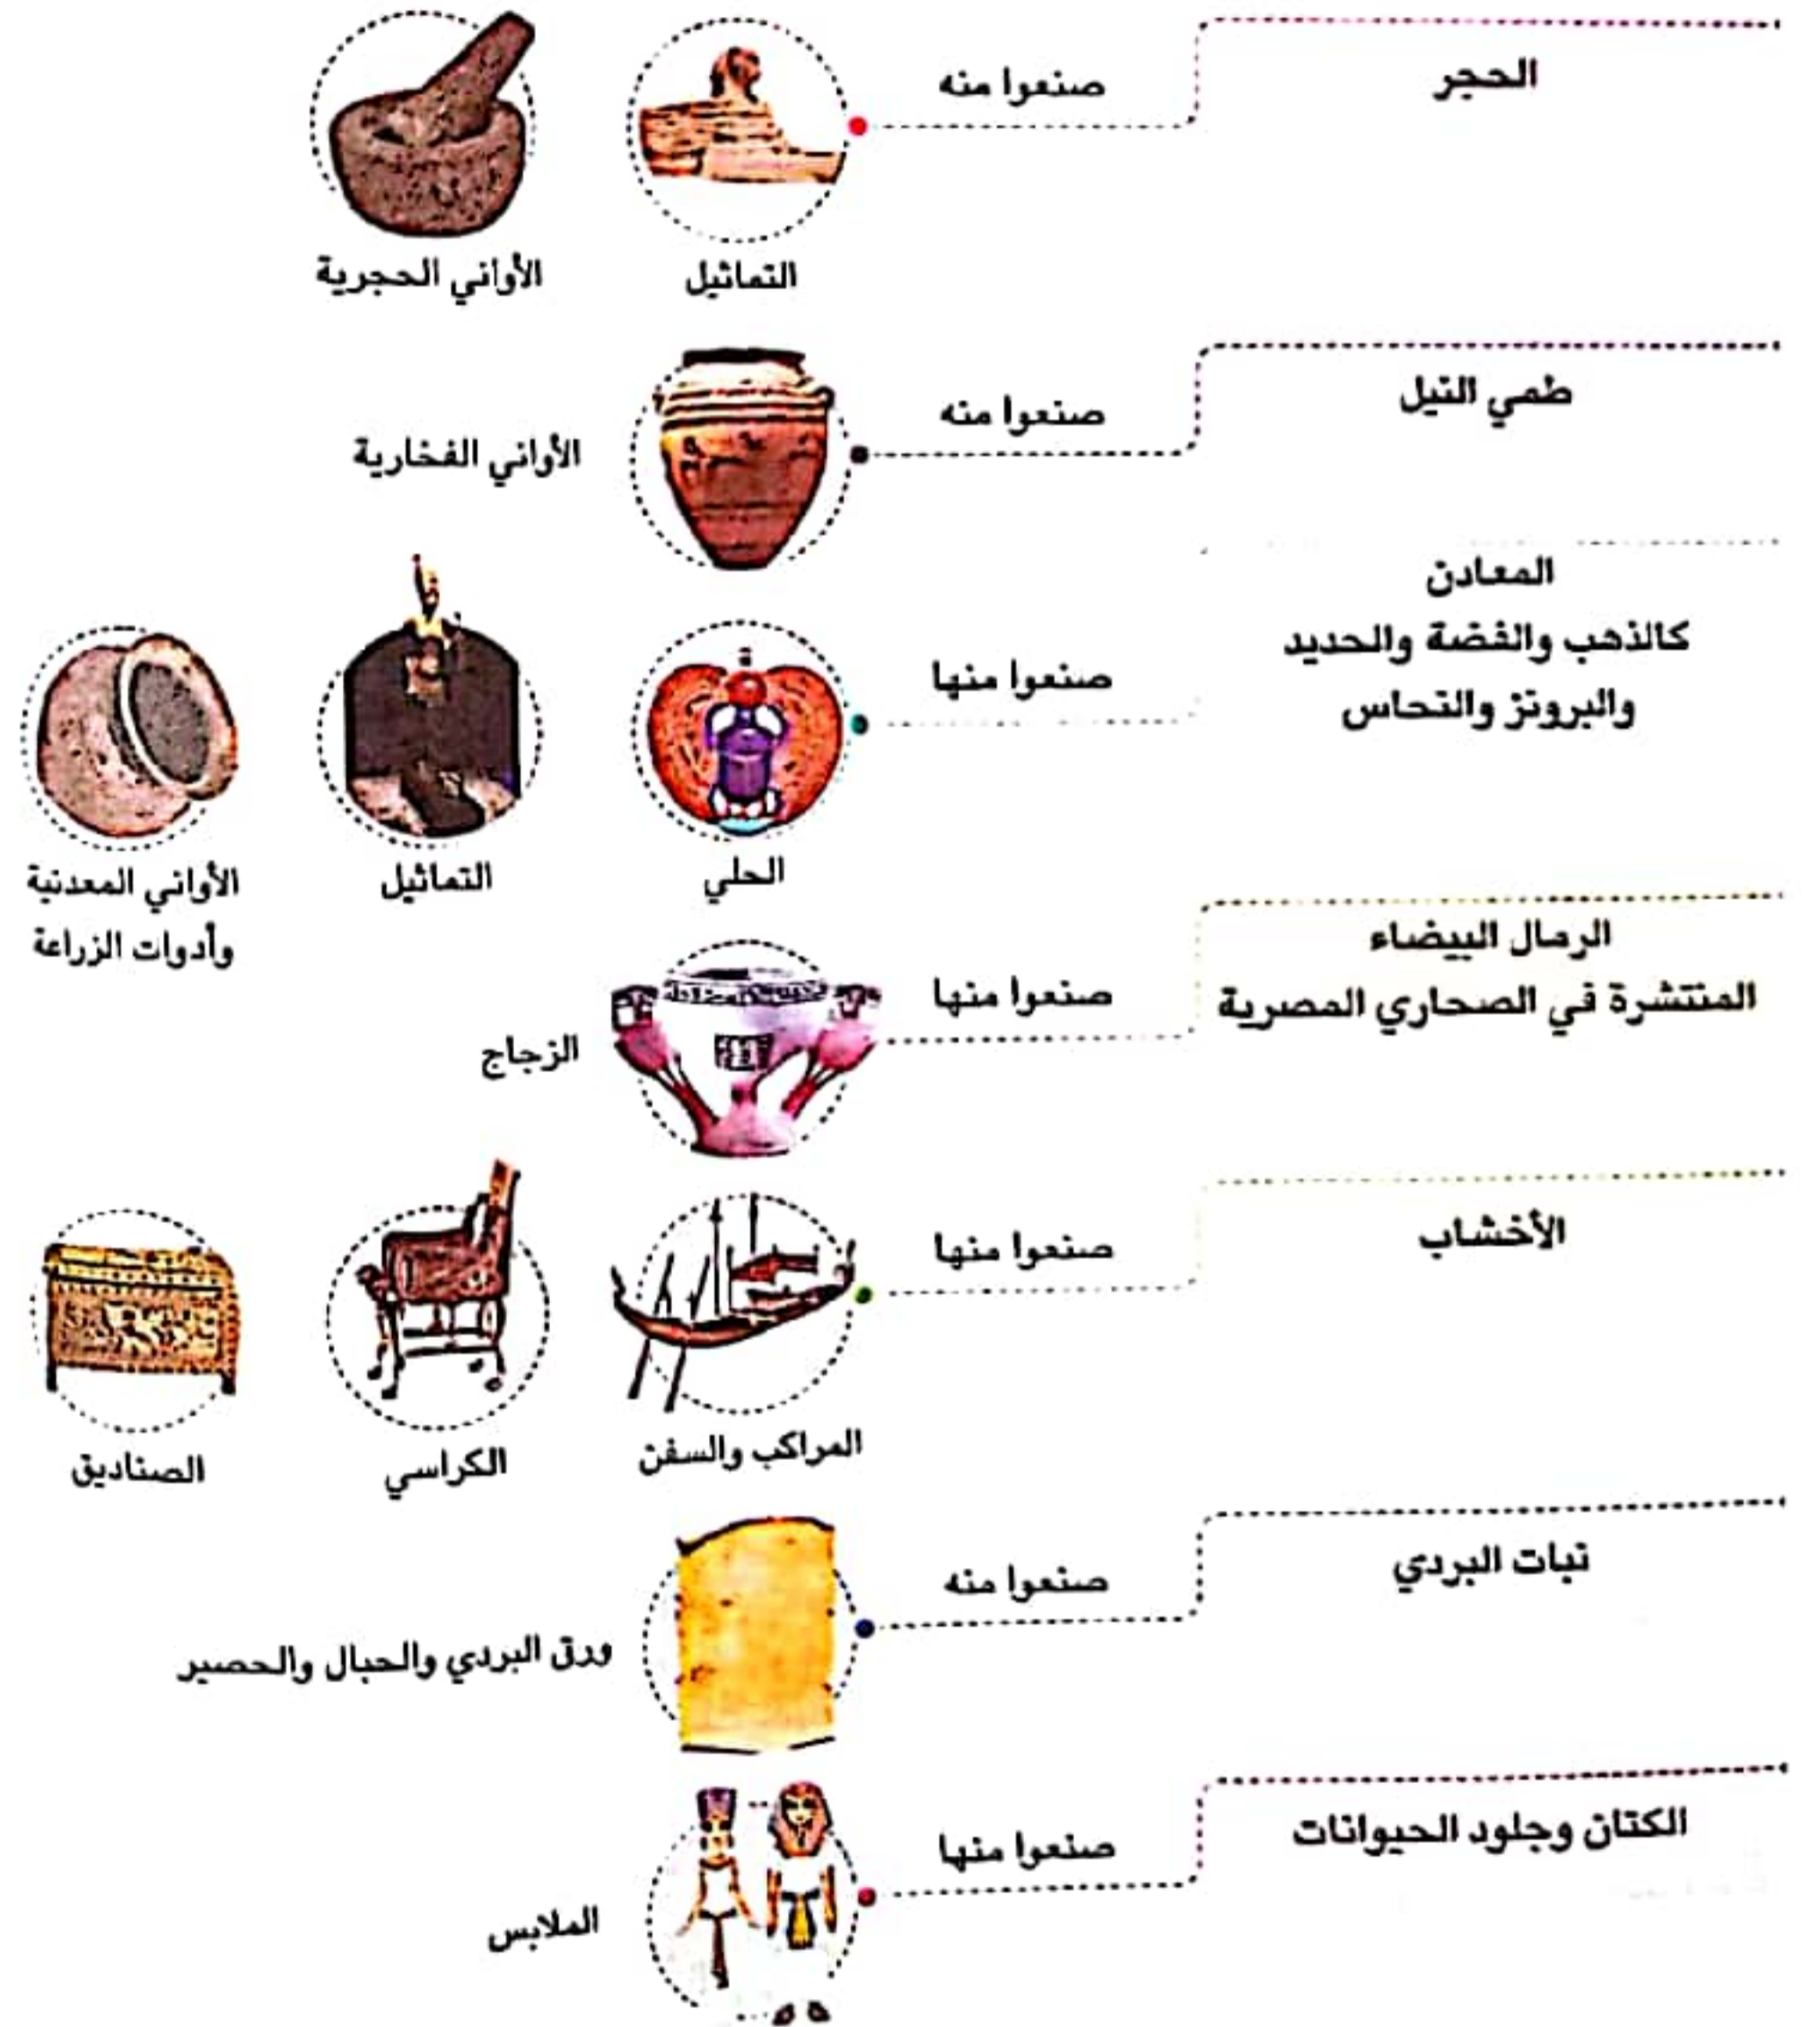 الحجر
صنعوا منه
التماثيل
الأواني الحجرية
طمي النيل
صنعوا منه
الأواني الفخارية
المعادن
كالذهب والفضة والحديد
والبرونز والنحاس
صنعوا منها
الحلي
التماثيل
الأواني المعدنية
وأدوات الزراعة
الرمال البيضاء
المنتشرة في الصحاري المصرية
صنعوا منها
الزجاج
الأخشاب
صنعوا منها
المراكب والسفن
الكراسي
الصناديق
نبات البردي
صنعوا منه
ورق البردي والحبال والحصير
الكتان وجلود الحيوانات
صنعوا منها
الملابس